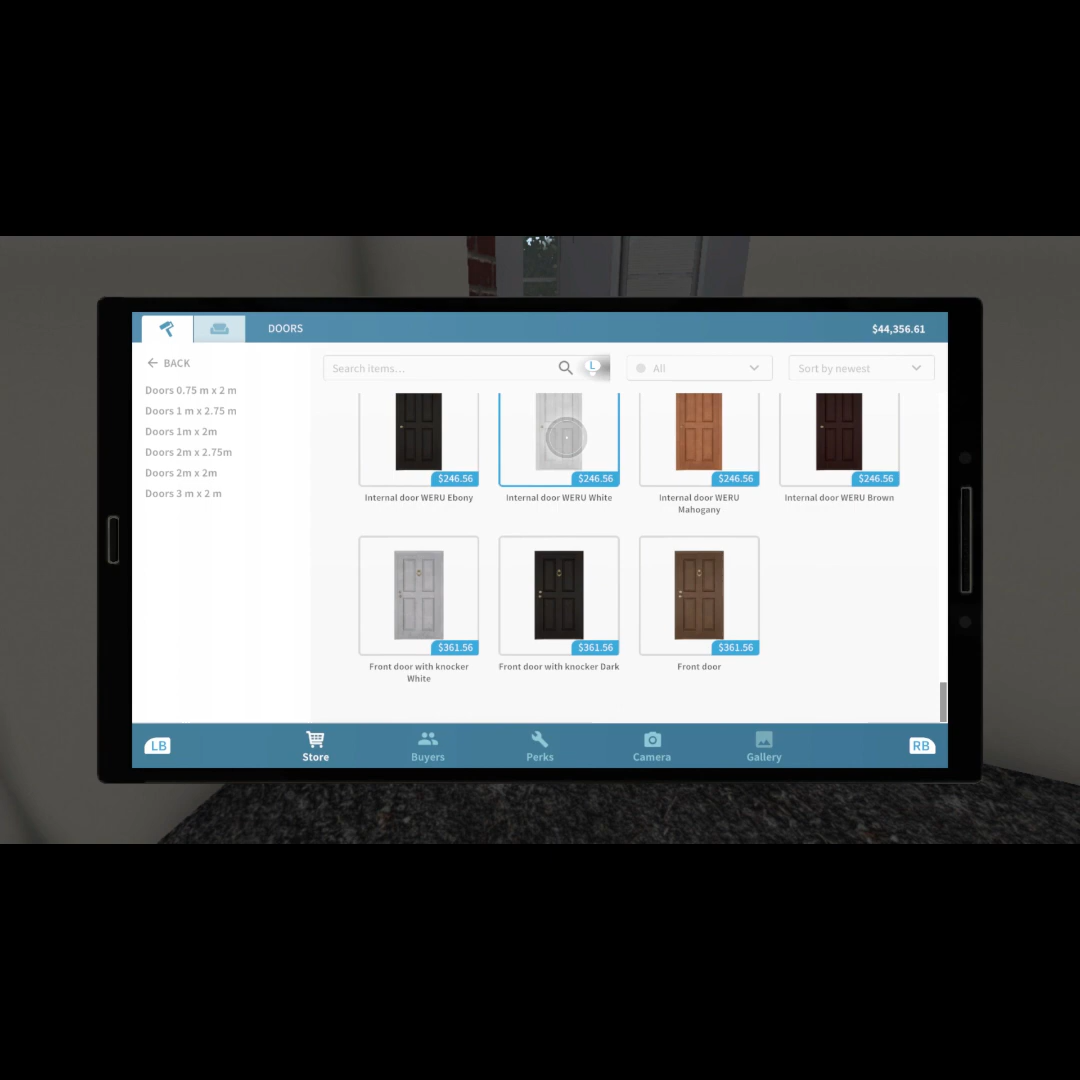 DOORS
$44,356.61
BACK
Search items...
L
All
Sort by newest
Doors 0,75 m x 2 m
Doors 1 m x 2.75 m
Doors 1m x 2m
Doors 2m x 2.75m
Doors 2m x 2m
Doors 3 m x 2 m
$246.56
$246.56
$246.56
$246.56
Internal door WERU Ebony
Internal door WERU White
Internal door WERU
Mahogany
Internal door WERU Brown
$361.56
$361.56
$361.56
Front door with knocker
White
Front door with knocker Dark
Front door
LB
Store
Buyers
Perks
Camera
Gallery
RB